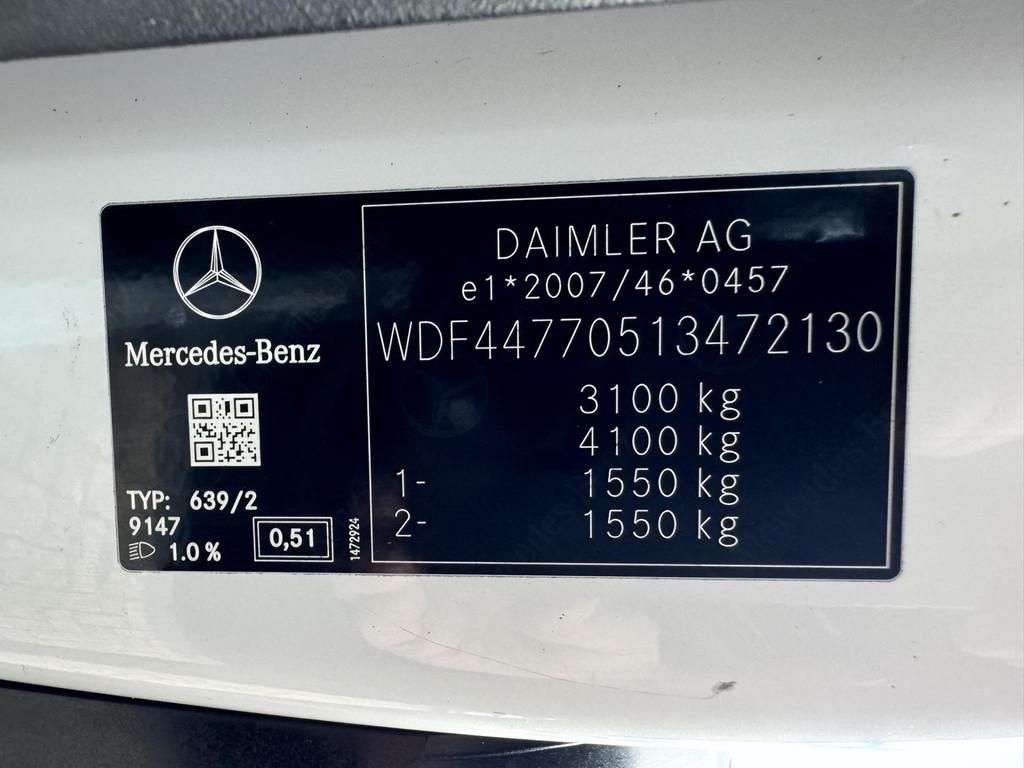 Mercedes-Benz
TYP: 639/2
9147
1.0 %
0,51
1472924
DAIMLER AG
e1*2007/46*0457
WDF44770513472130
3100 kg
4100 kg
1- 1550 kg
2- 1550 kg